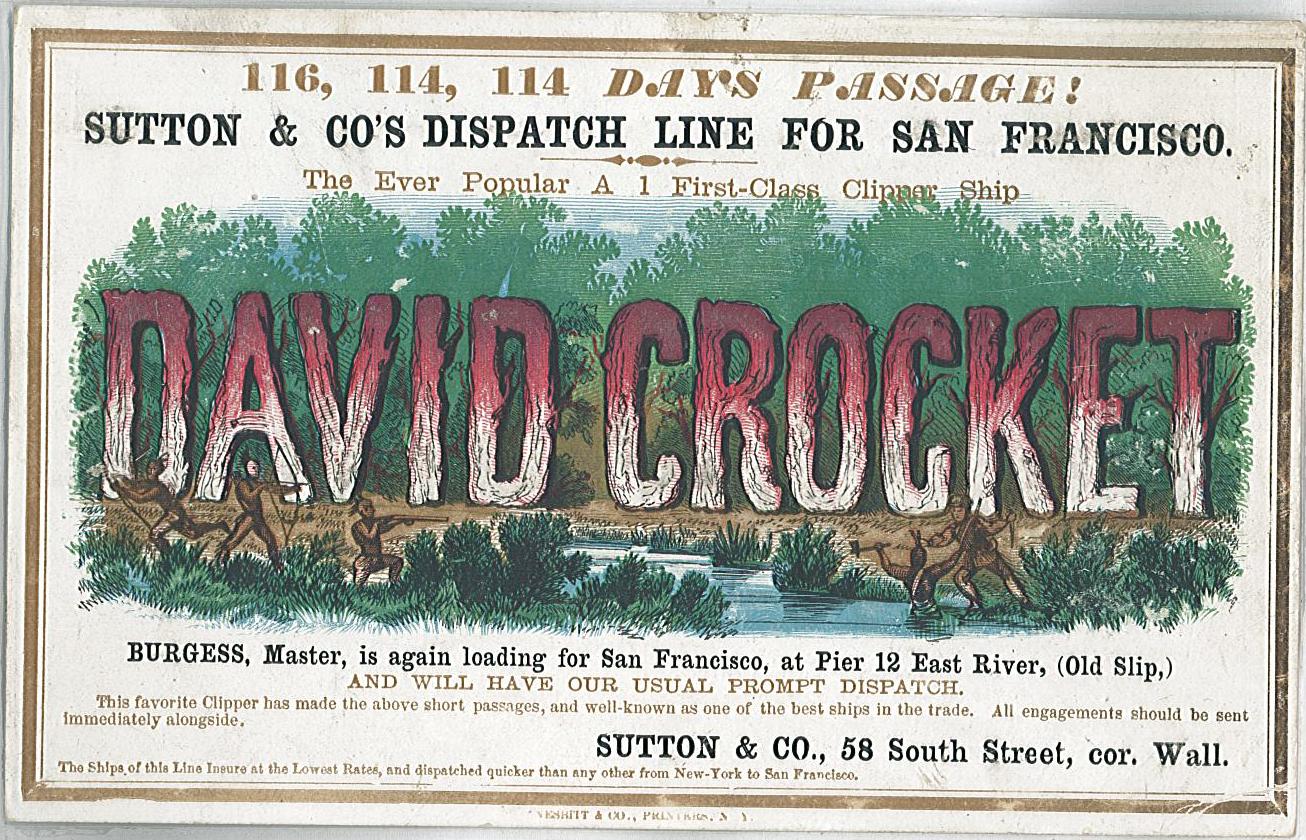 116, 114, 114 DAYS PASSAGE!
SUTTON & CO'S DISPATCH LINE FOR SAN FRANCISCO.
The Ever Popular A 1 First-Class Clipper Ship
DAVID CROCKET
BURGESS, Master, is again loading for San Francisco, at Pier 12 East River, (Old Slip,)
AND WILL HAVE OUR USUAL PROMPT DISPATCH.
This favorite Clipper has made the above short passages, and well-known as one of the best ships in the trade. All engagements should be sent
immediately alongside.
SUTTON & CO., 58 South Street, cor. Wall.
The Ships of this Line Insure at the Lowest Rates, and dispatched quicker than any other from New-York to San Francisco.
NESBITT & CO., PRINTERS, N. Y.